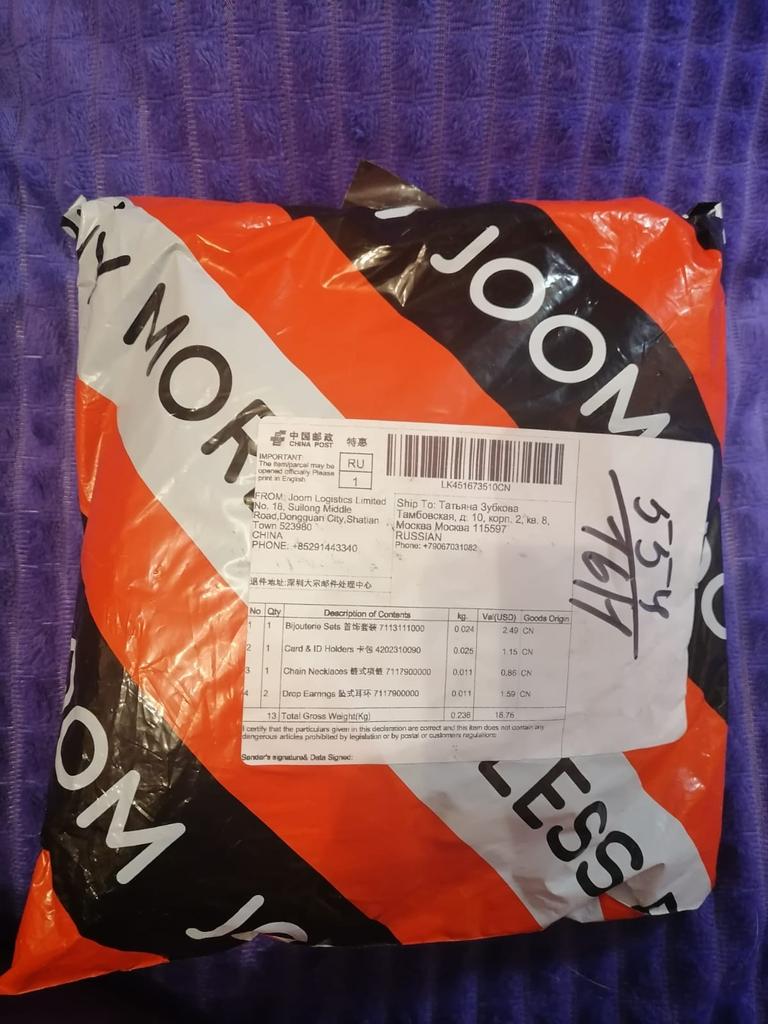 JOOM
MOR
中国邮政
CHINA POST
特惠
IMPORTANT:
The item/parcel may be
opened officially. Please
print in English
RU
1
LK451673510CN
FROM: Joom Logistics Limited
No. 18, Suilong Middle
Road,Dongguan City,Shatian
Town 523980
CHINA
PHONE: +85291443340
Ship To: Татьяна Зубкова
Тамбовская, д. 10, корп. 2, кв. 8,
Москва Москва 115597
RUSSIAN
Phone: +79067031082
554
764
退件地址:深圳大宗邮件处理中心
No Qty Description of Contents kg. Val(USD) Goods Origin
1 1 Bijouterie Sets 首饰套装 7113111000 0.024 2.49 CN
2 1 Card & ID Holders 卡包 4202310090 0.025 1.15 CN
3 1 Chain Necklaces 链式项链 7117900000 0.011 0.86 CN
4 2 Drop Earrings 坠式耳环 7117900000 0.011 1.59 CN
13 Total Gross Weight(Kg) 0.236 18.76
I certify that the particulars given in this declaration are correct and this item does not contain any
dangerous articles prohibited by legislation or by postal or customers regulations
Sender's signature& Data Signed:
OOM
LESS
JO